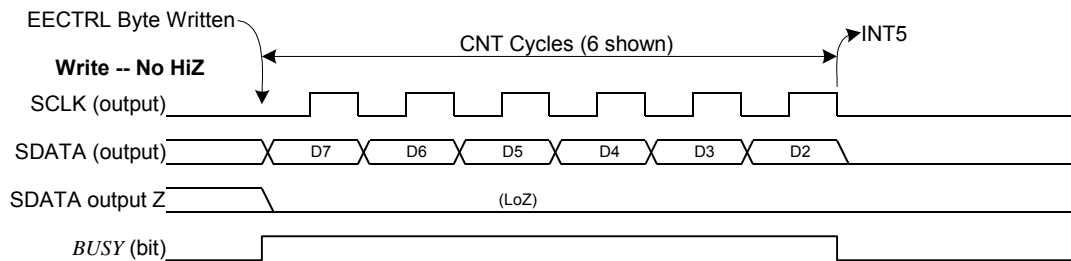 EECTRL Byte Written
CNT Cycles (6 shown)
INT5
Write -- No HiZ
SCLK (output)
SDATA (output)
D7 D6 D5 D4 D3 D2
SDATA output Z
(LoZ)
BUSY (bit)